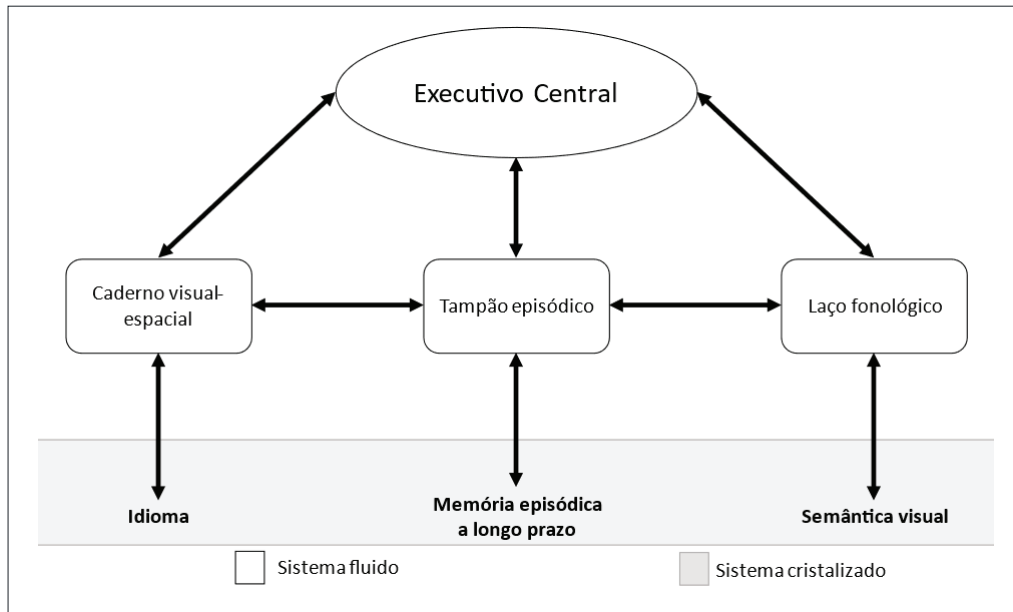 Executivo Central
Caderno visual-
espacial
Tampão episódico
Laço fonológico
Idioma
Memória episódica
a longo prazo
Semântica visual
Sistema fluido
Sistema cristalizado